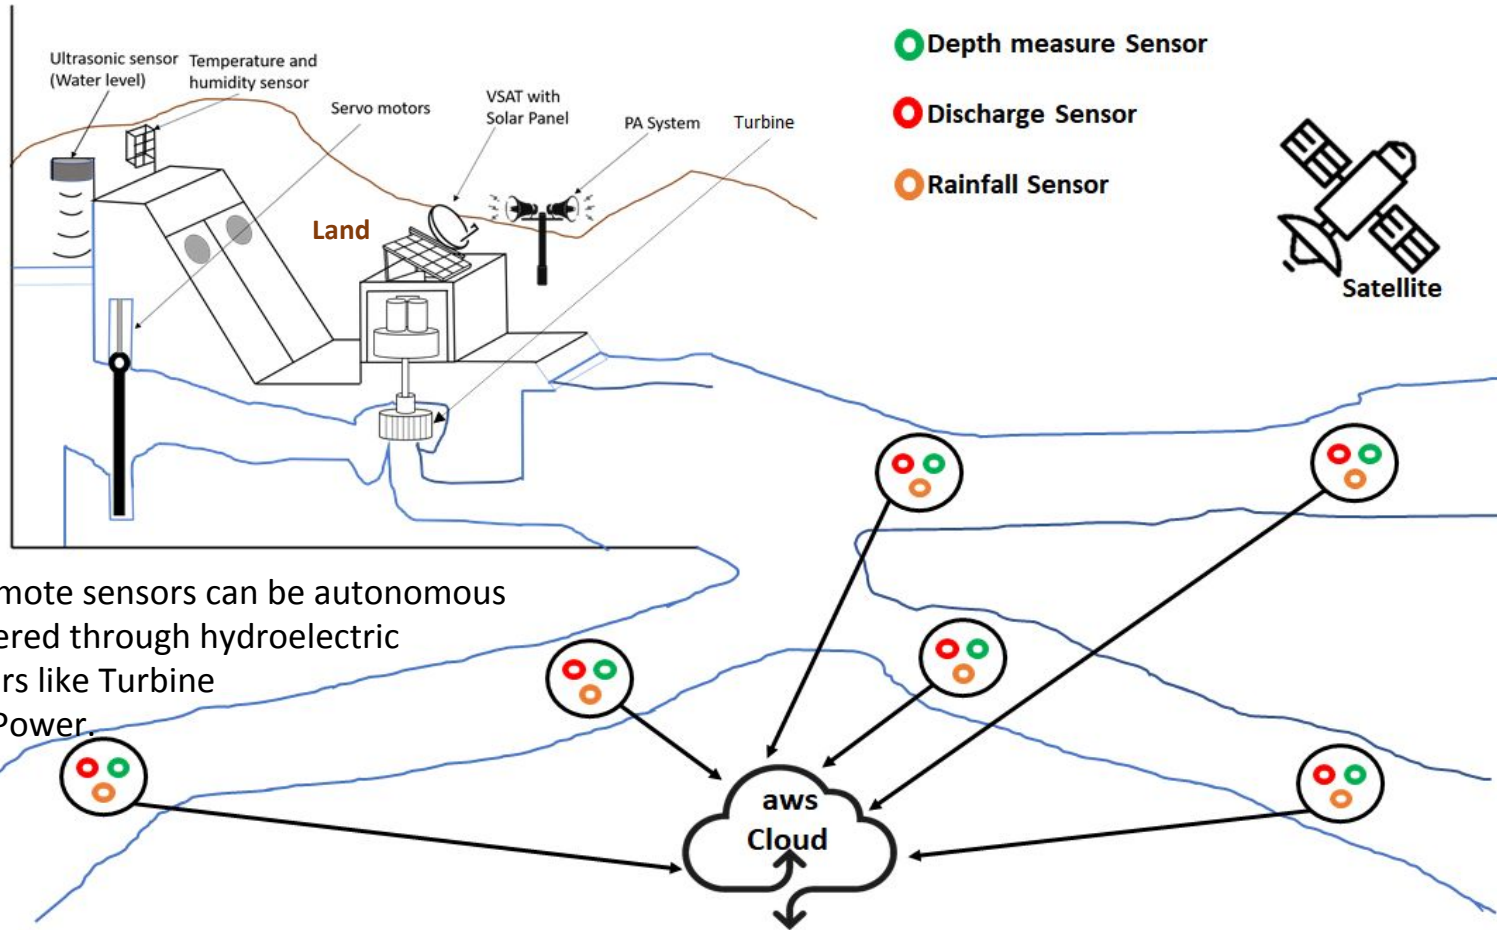 Ultrasonic sensor
(Water level)
Temperature and
humidity sensor
Servo motors
VSAT with
Solar Panel
PA System
Turbine
Land
Depth measure Sensor
Discharge Sensor
Rainfall Sensor
Satellite
mote sensors can be autonomous
ered through hydroelectric
rs like Turbine
Power.
aws
Cloud